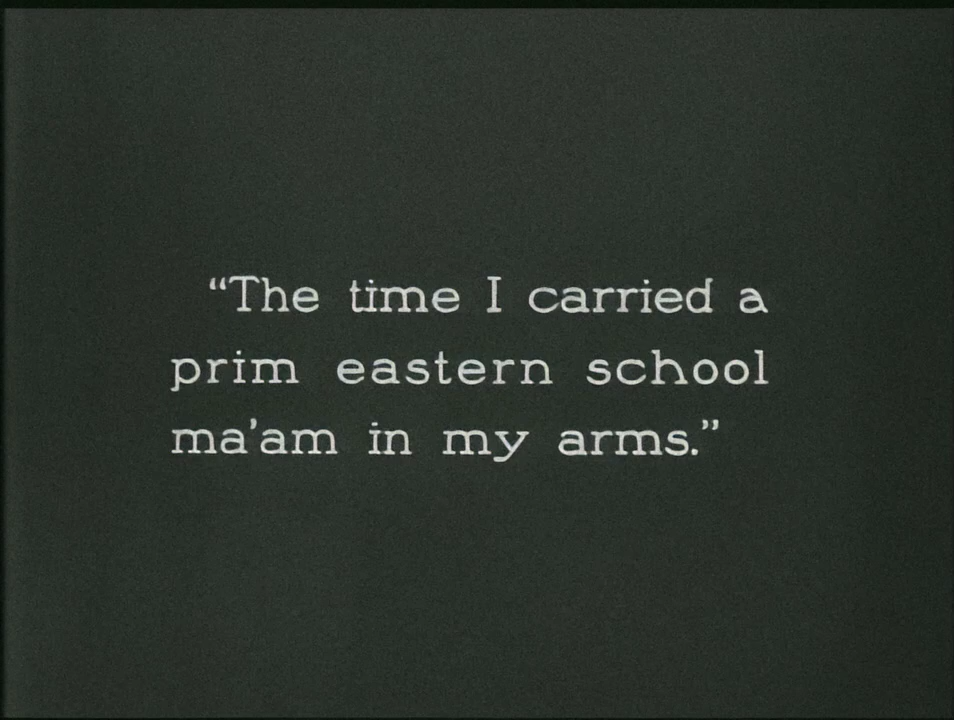 “The time I carried a
prim eastern school
ma'am in my arms.”